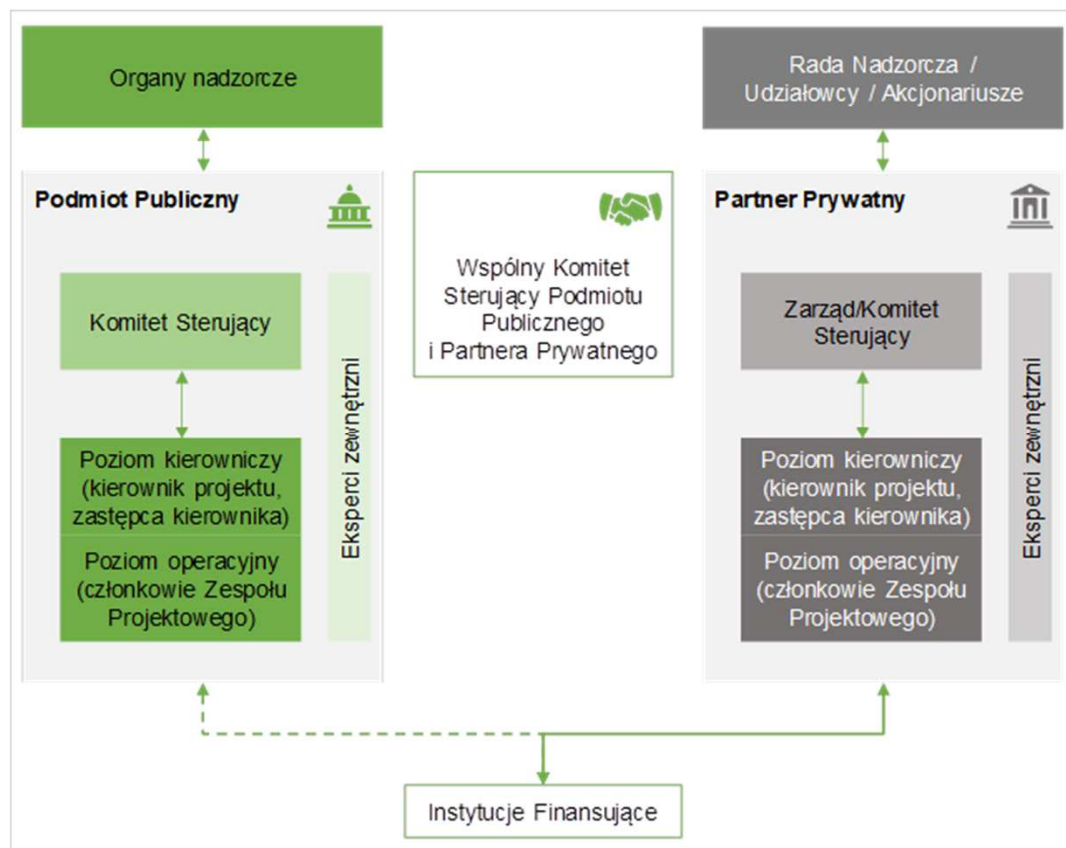 Organy nadzorcze
Rada Nadzorcza /
Udziałowcy / Akcjonariusze
Podmiot Publiczny
Komitet Sterujący
Poziom kierowniczy
(kierownik projektu,
zastępca kierownika)
Poziom operacyjny
(członkowie Zespołu
Projektowego)
Eksperci zewnętrzni
Wspólny Komitet
Sterujący Podmiotu
Publicznego
i Partnera Prywatnego
Partner Prywatny
Zarząd/Komitet
Sterujący
Poziom kierowniczy
(kierownik projektu,
zastępca kierownika)
Poziom operacyjny
(członkowie Zespołu
Projektowego)
Eksperci zewnętrzni
Instytucje Finansujące